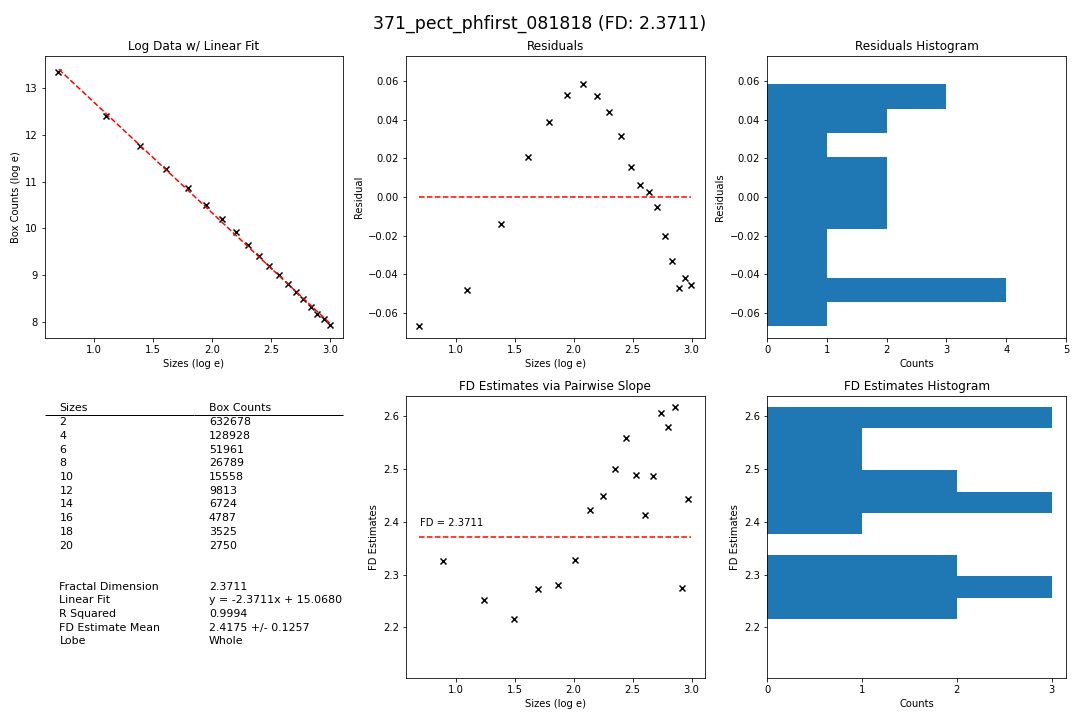 371_pect_phfirst_081818 (FD: 2.3711)
Log Data w/ Linear Fit
Box Counts (log e)
13
12
11
10
9
8
1.0 1.5 2.0 2.5 3.0
Sizes (log e)
Residuals
Residual
0.06
0.04
0.02
0.00
−0.02
−0.04
−0.06
1.0 1.5 2.0 2.5 3.0
Sizes (log e)
Residuals Histogram
Residuals
0.06
0.04
0.02
0.00
−0.02
−0.04
−0.06
0 1 2 3 4 5
Counts
Sizes Box Counts
2 632678
4 128928
6 51961
8 26789
10 15558
12 9813
14 6724
16 4787
18 3525
20 2750
Fractal Dimension 2.3711
Linear Fit y = -2.3711x + 15.0680
R Squared 0.9994
FD Estimate Mean 2.4175 +/- 0.1257
Lobe Whole
FD Estimates via Pairwise Slope
FD Estimates
2.6
2.5
2.4
2.3
2.2
FD = 2.3711
1.0 1.5 2.0 2.5 3.0
Sizes (log e)
FD Estimates Histogram
FD Estimates
2.6
2.5
2.4
2.3
2.2
0 1 2 3
Counts